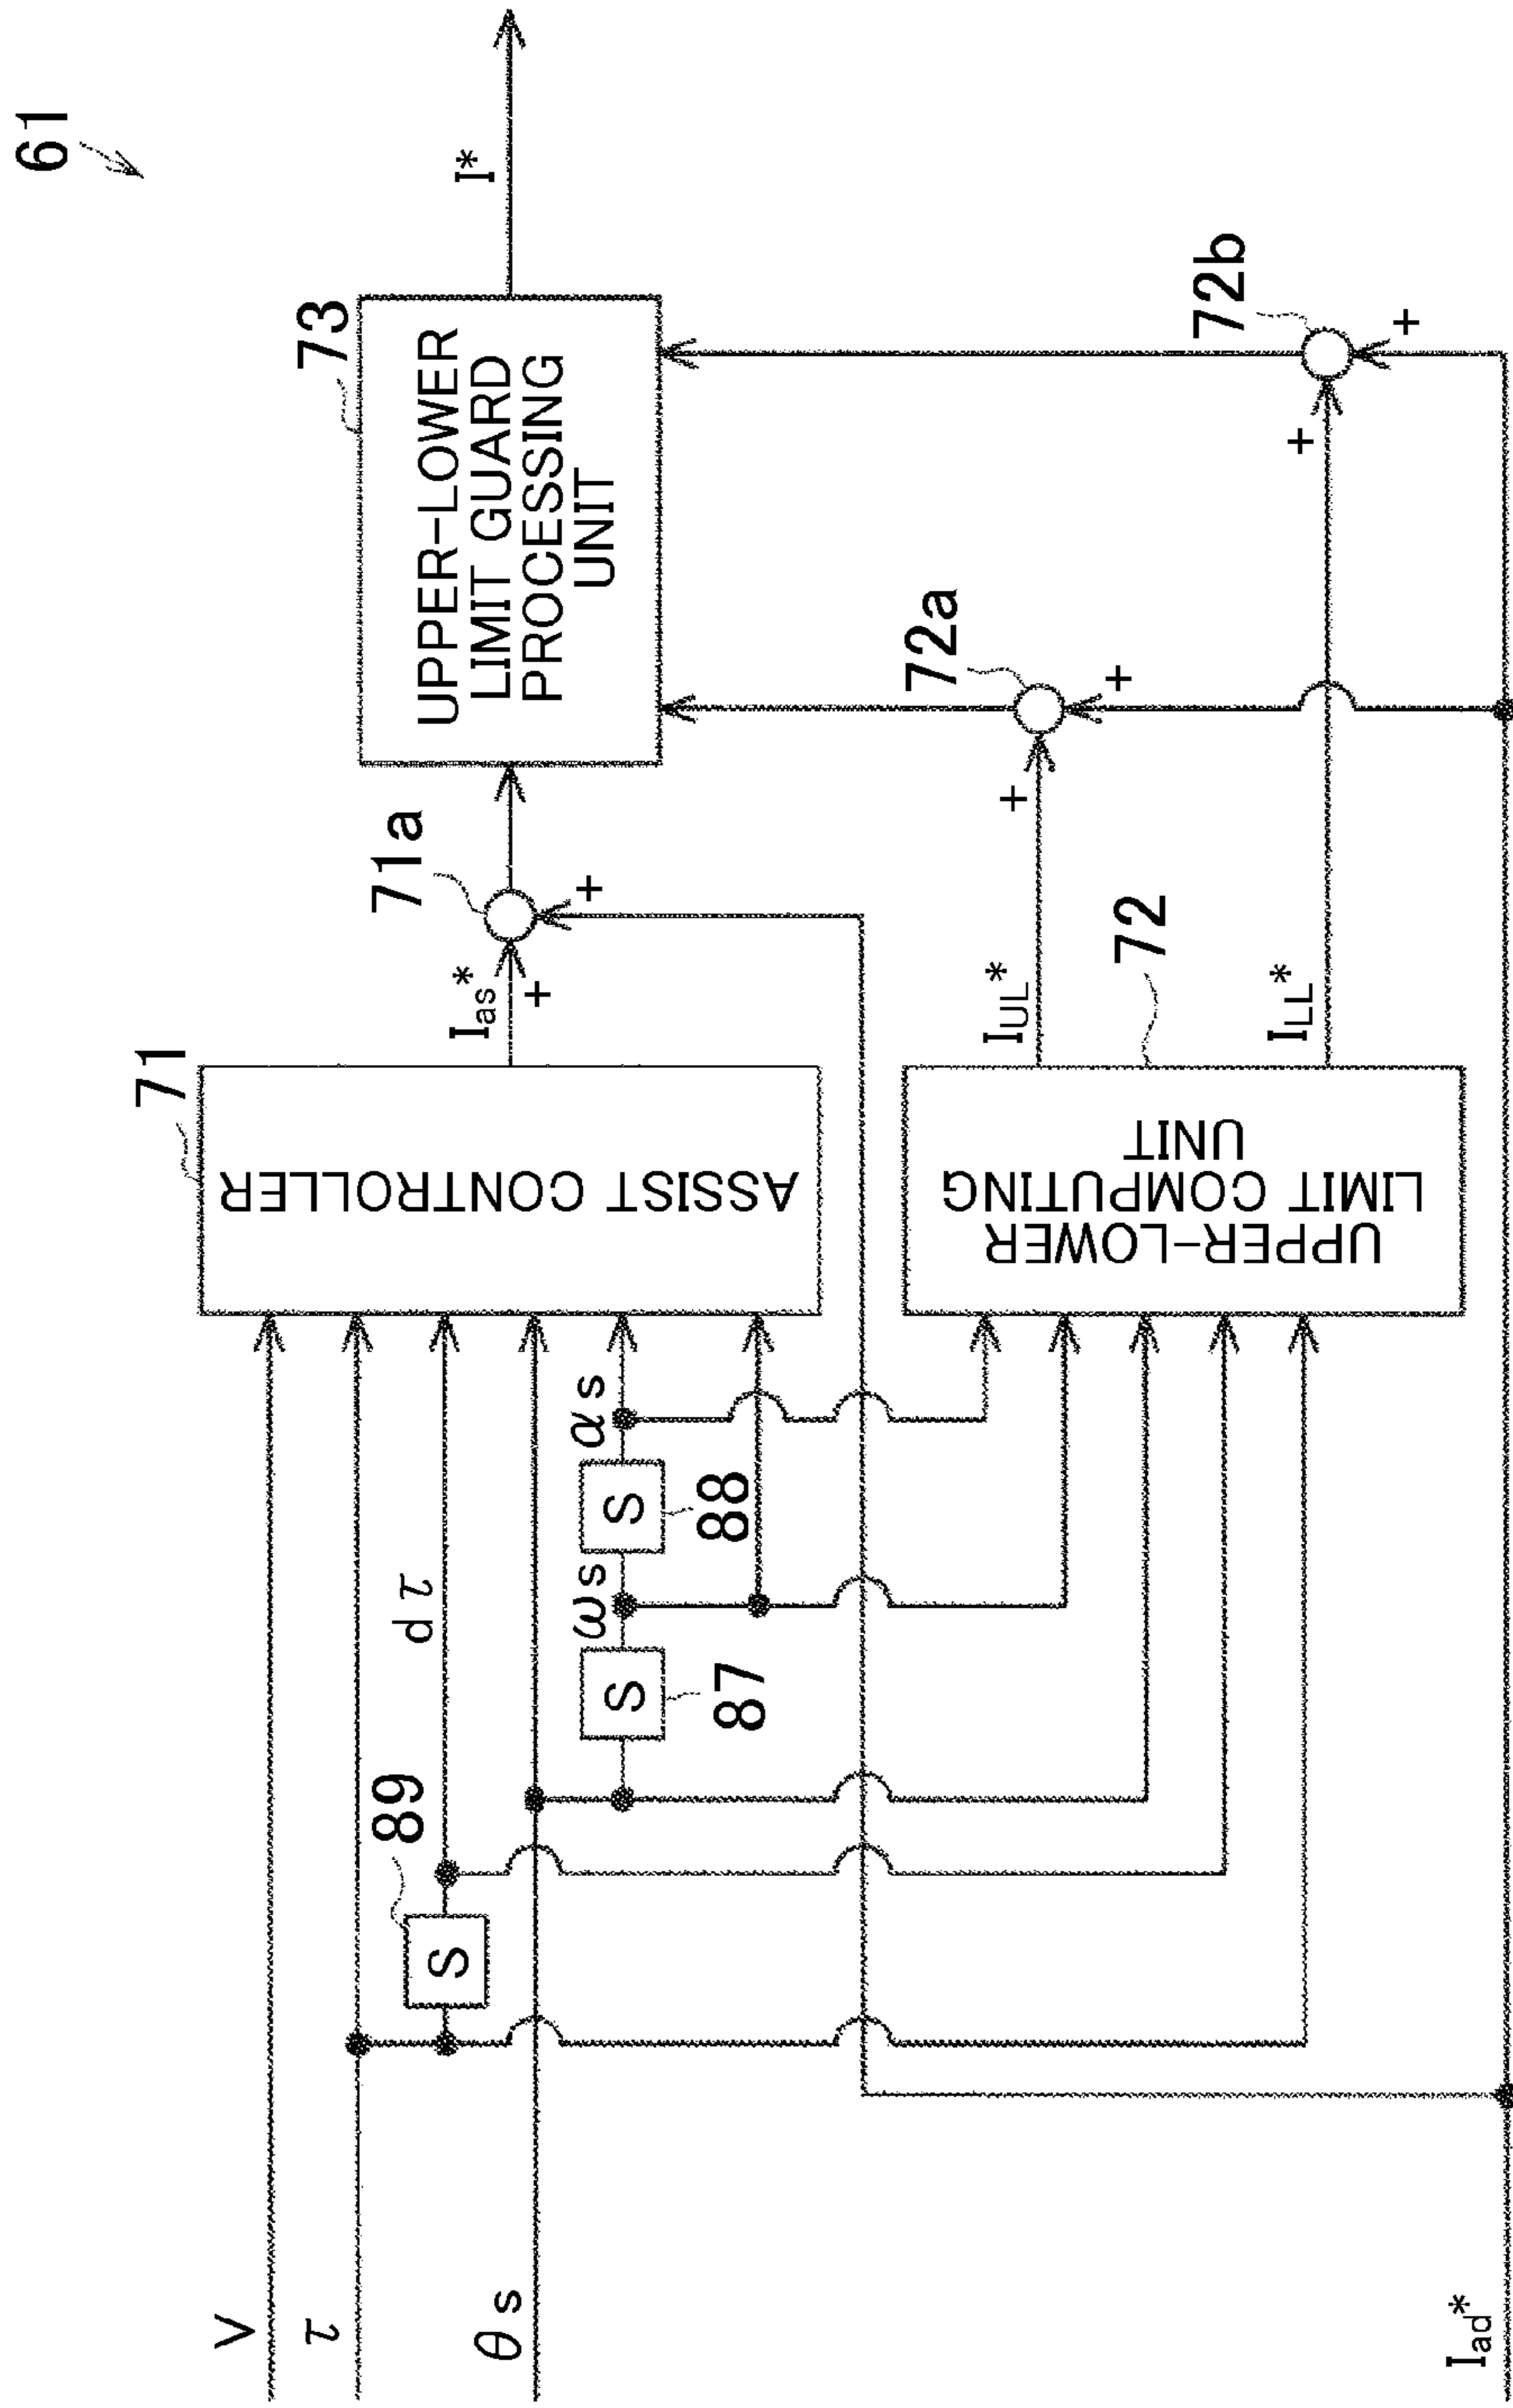 61
V
τ
θs
Iad*
89
S
dτ
87
S
ωs
88
S
αs
71
ASSIST CONTROLLER
Ias*
+
+
71a
72
UPPER-LOWER
LIMIT COMPUTING
UNIT
IUL*
ILL*
+
+
72a
+
+
72b
73
UPPER-LOWER
LIMIT GUARD
PROCESSING
UNIT
I*